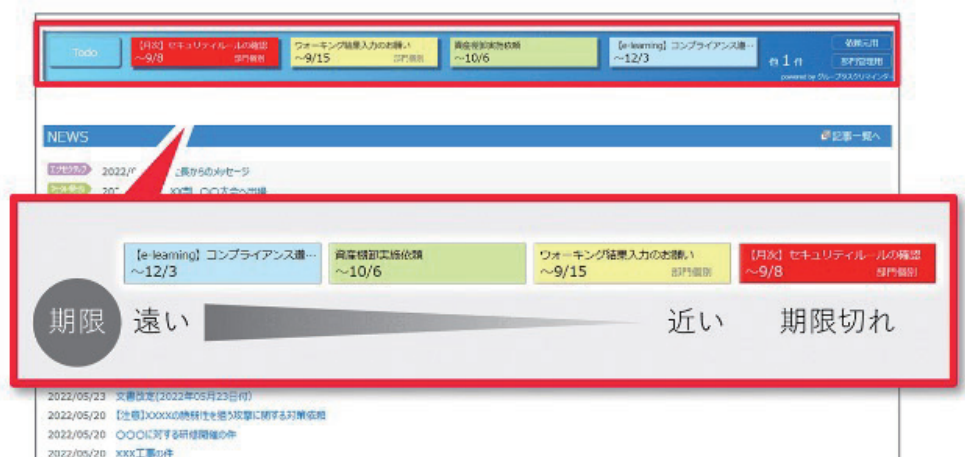 Todo
【月次】セキュリティルールの確認
～9/8 部門個別
ウォーキング結果入力のお願い
～9/15 部門個別
資産棚卸実施依頼
～10/6
【e-learning】コンプライアンス遵…
～12/3
他 1 件
依頼元用
部門管理用
powered by グループタスクリマインダー
NEWS
記事一覧へ
【e-learning】コンプライアンス遵…
～12/3
資産棚卸実施依頼
～10/6
ウォーキング結果入力のお願い
～9/15 部門個別
【月次】セキュリティルールの確認
～9/8 部門個別
期限 遠い 近い 期限切れ
2022/05/23 文書改定(2022年05月23日付)
2022/05/20 【注意】XXXXの脆弱性を狙う攻撃に関する対策依頼
2022/05/20 〇〇〇に対する研修開催の件
2022/05/20 XXX工事の件